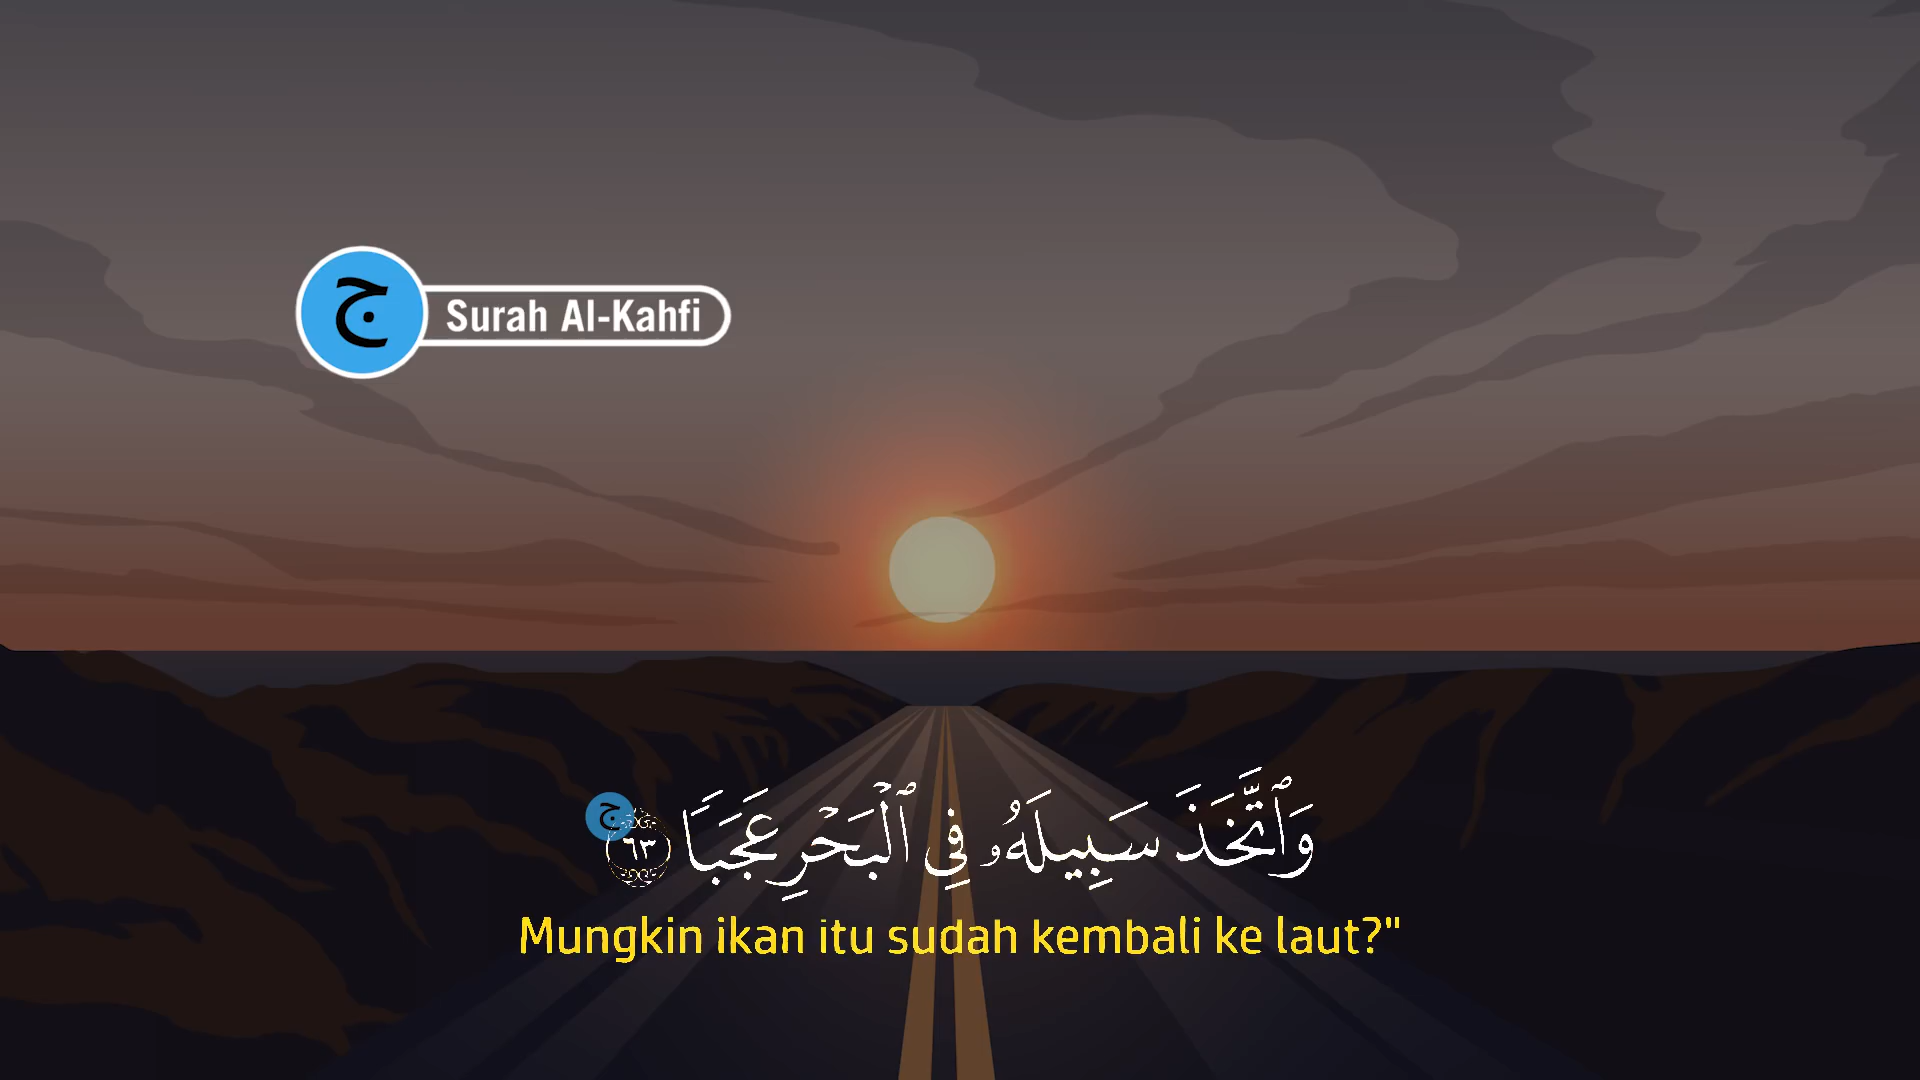 ج
Surah Al-Kahfi
وَٱتَّخَذَ سَبِيلَهُۥ فِى ٱلْبَحْرِ عَجَبًا ٦٣
ج
Mungkin ikan itu sudah kembali ke laut?"